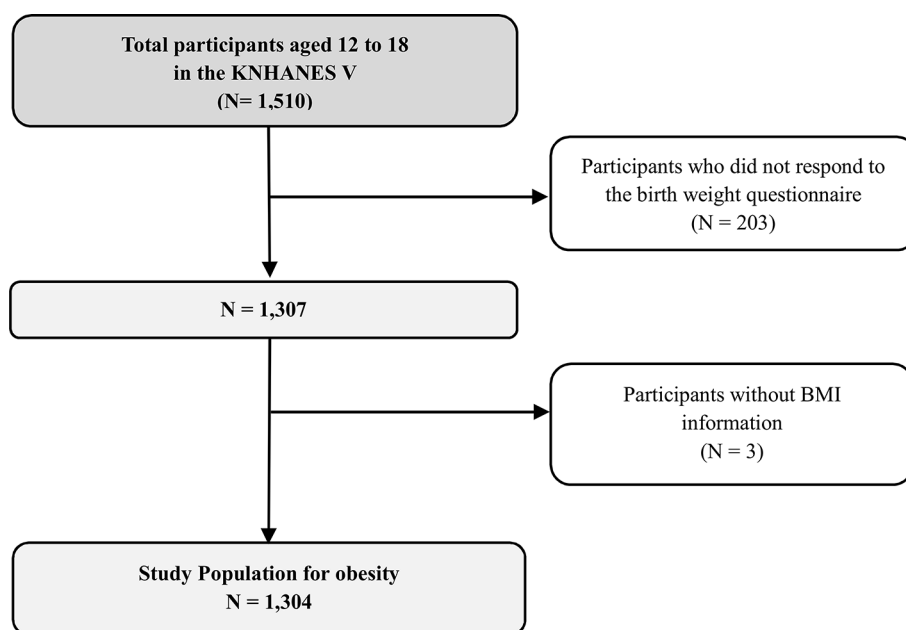 Total participants aged 12 to 18
in the KNHANES V
(N= 1,510)
Participants who did not respond to
the birth weight questionnaire
(N = 203)
N = 1,307
Participants without BMI
information
(N = 3)
Study Population for obesity
N = 1,304